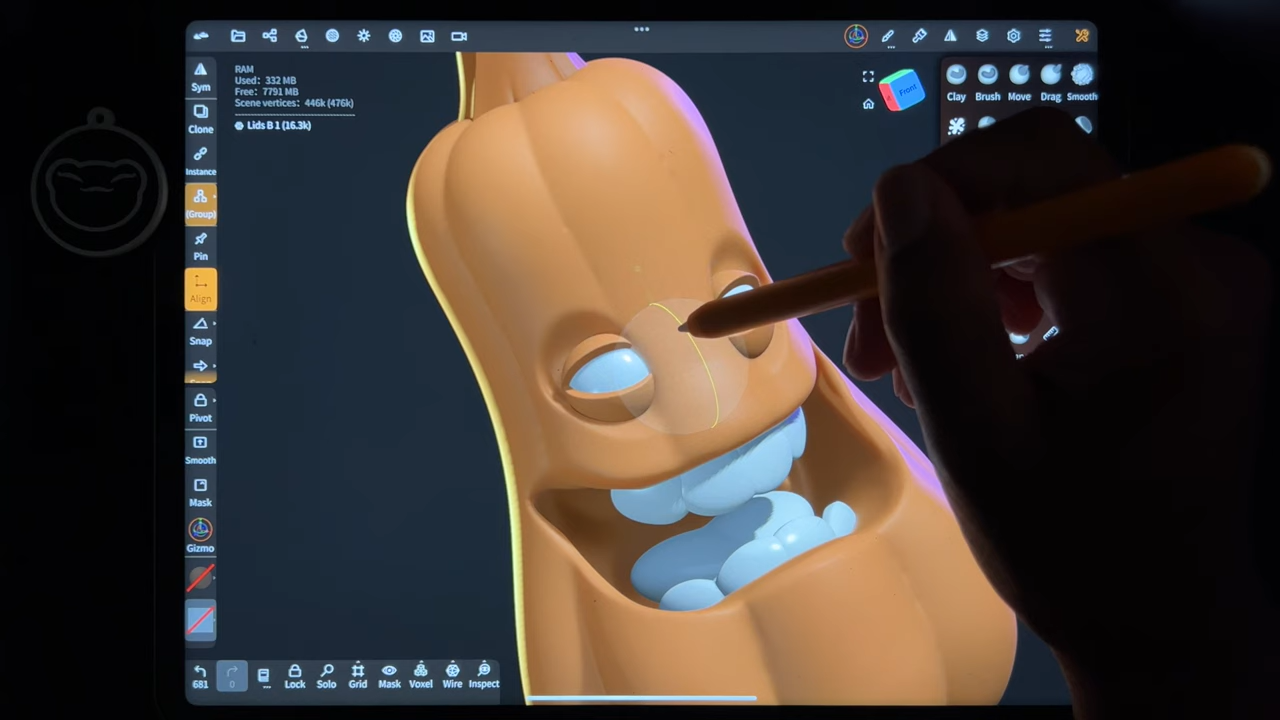 RAM
Used: 332 MB
Free: 7791 MB
Scene vertices: 446k (476k)
Lids B 1 (16.3k)
Front
Sym
Clone
Instance
(Group)
Pin
Align
Snap
Pivot
Smooth
Mask
Gizmo
Clay
Brush
Move
Drag
Smooth
681
0
Lock
Solo
Grid
Mask
Voxel
Wire
Inspect